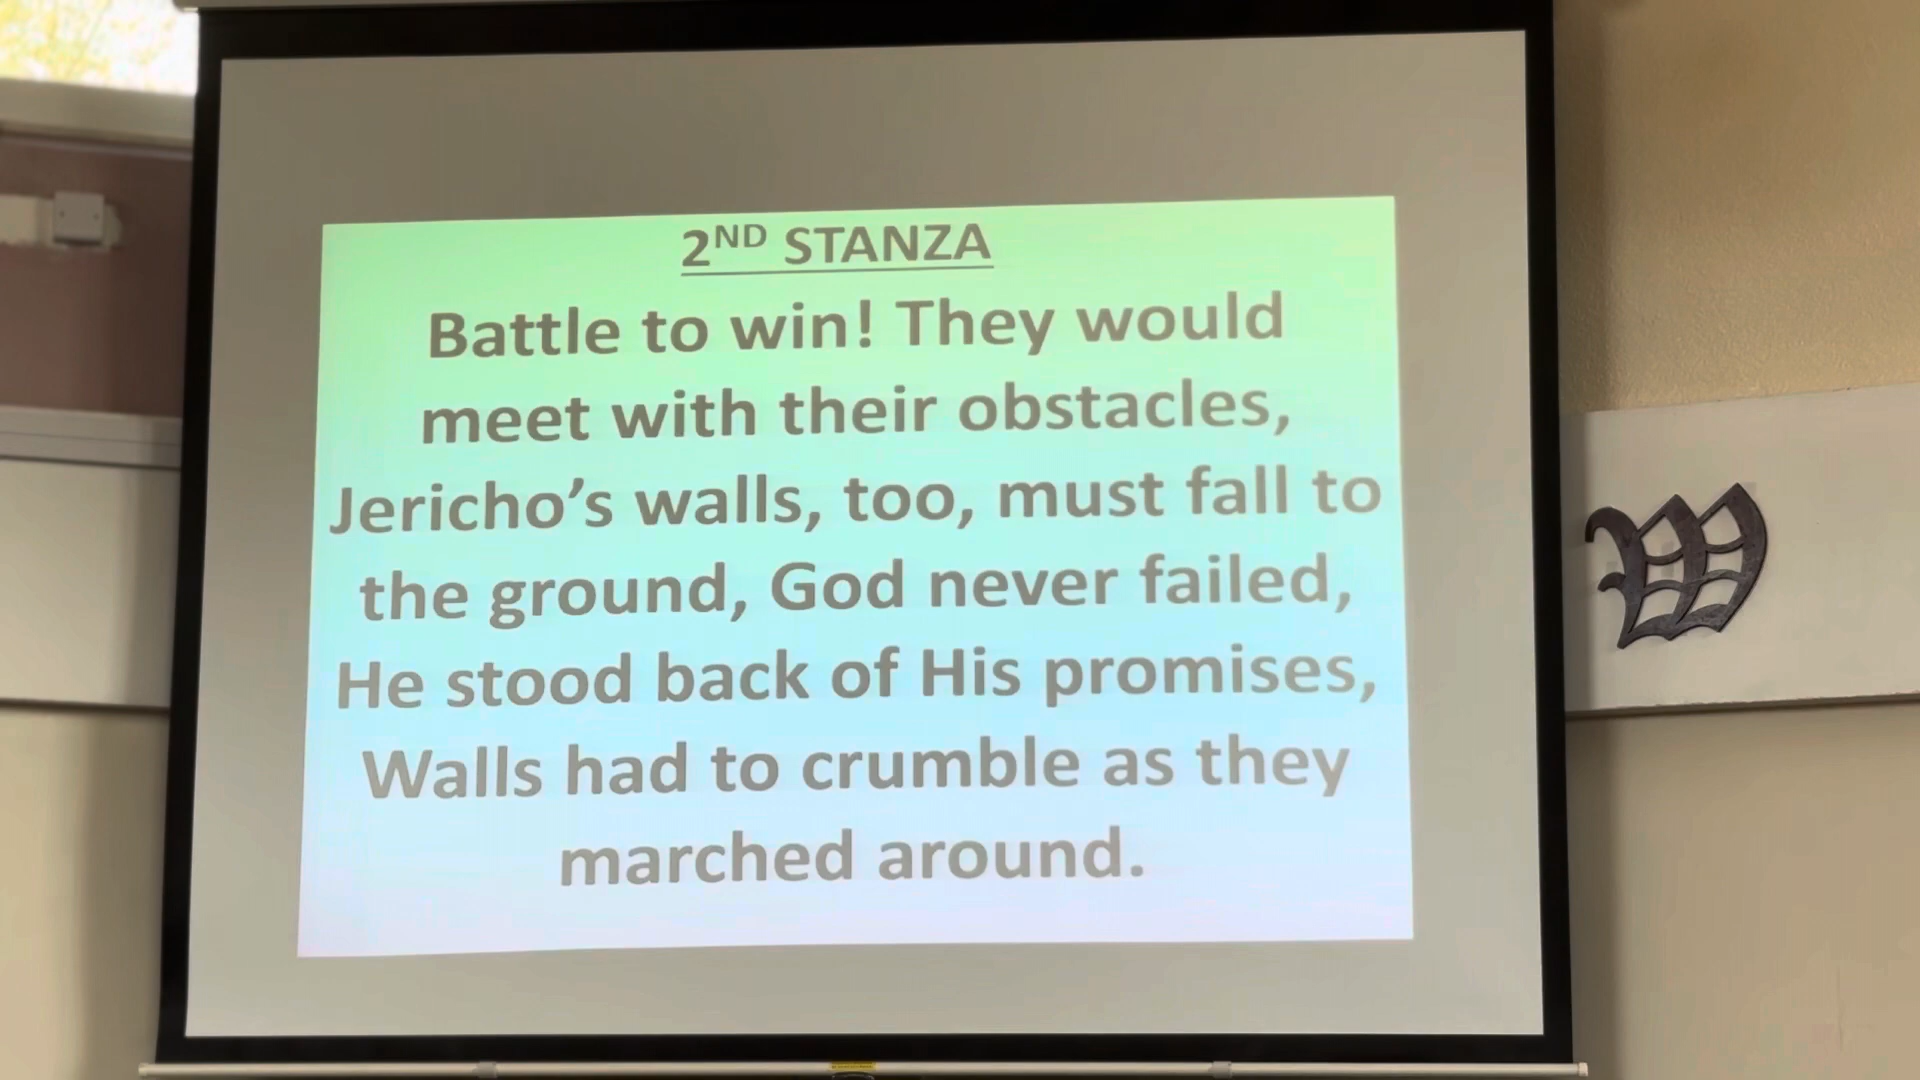 2ND STANZA
Battle to win! They would
meet with their obstacles,
Jericho's walls, too, must fall to
the ground, God never failed,
He stood back of His promises,
Walls had to crumble as they
marched around.
W